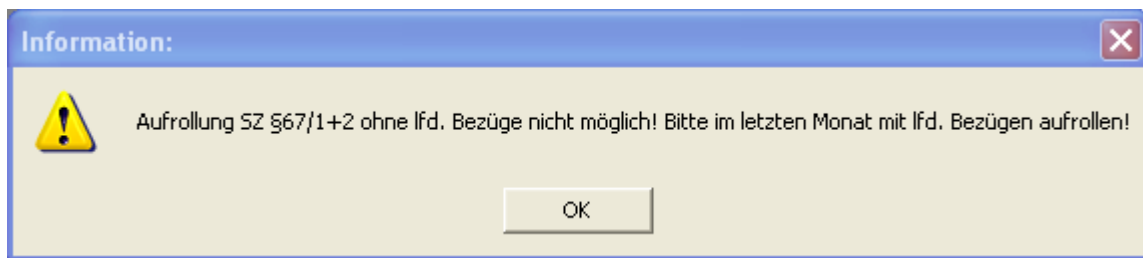 Information:
Aufrollung SZ §67/1+2 ohne lfd. Bezüge nicht möglich! Bitte im letzten Monat mit lfd. Bezügen aufrollen!
OK